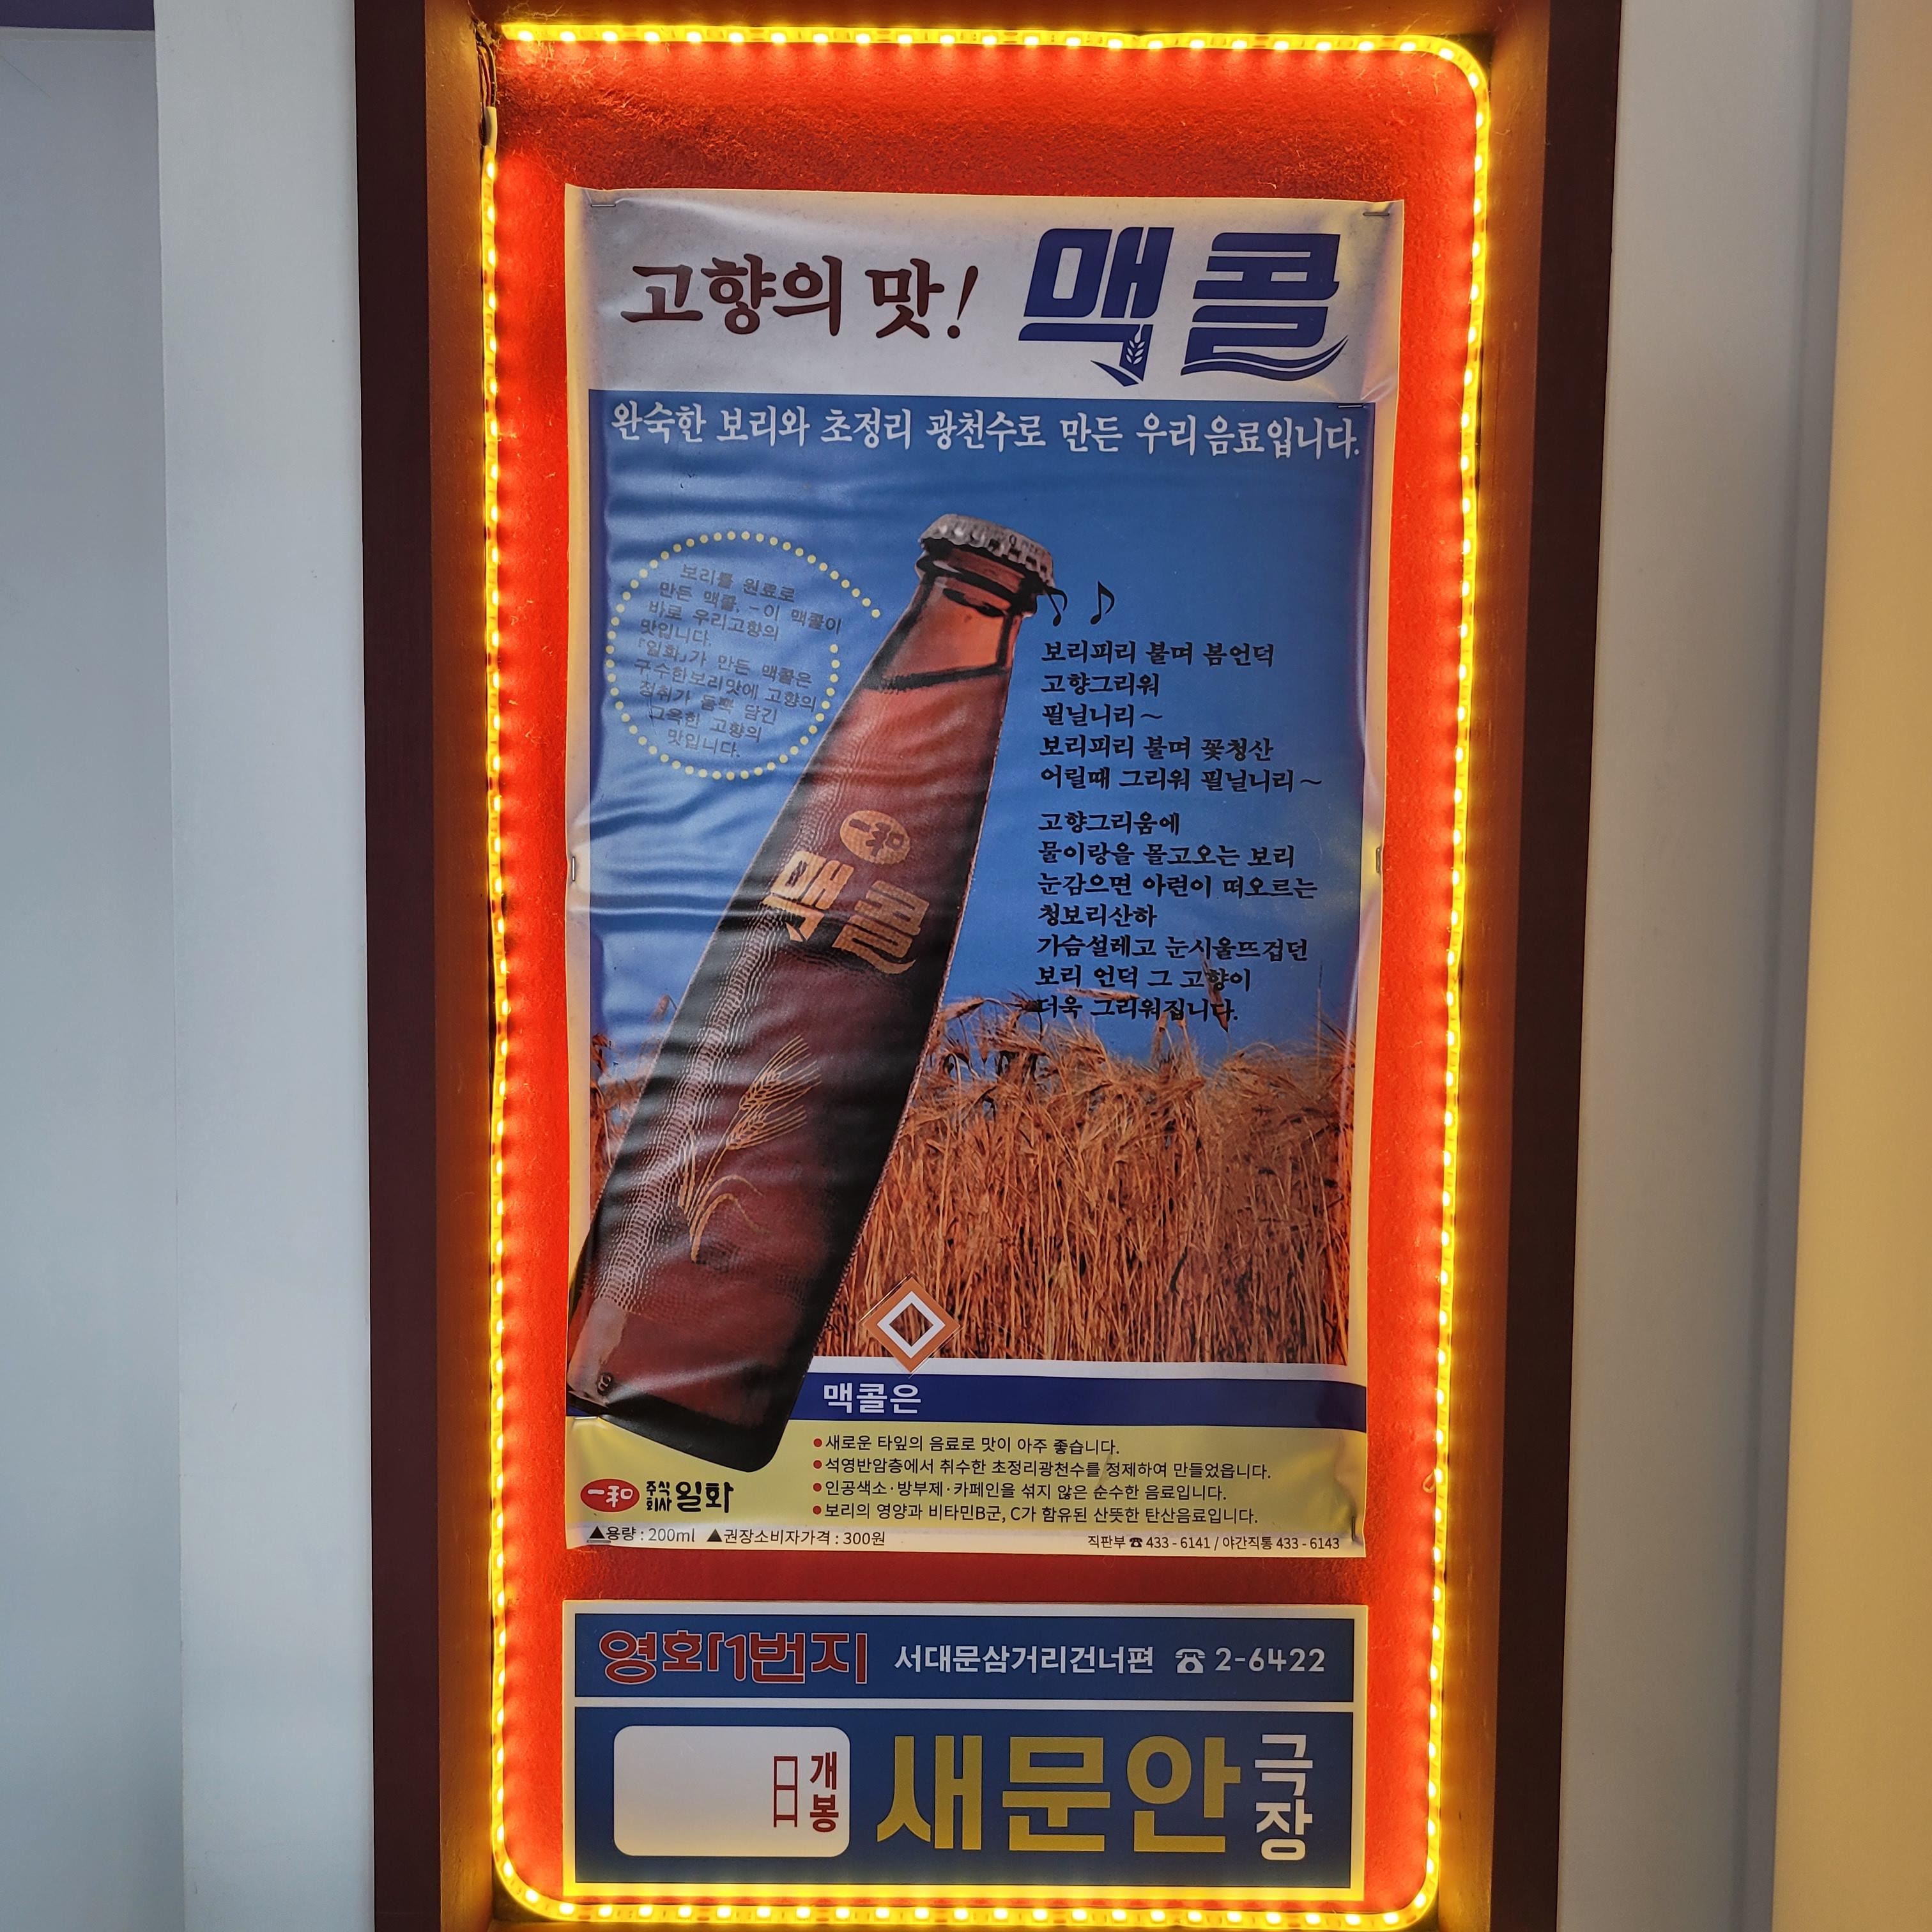 고향의 맛! 맥콜
완숙한 보리와 초정리 광천수로 만든 우리 음료입니다.
보리를 원료로
만든 맥콜. - 이 맥콜이
바로 우리고향의
맛입니다.
「일화」가 만든 맥콜은
구수한보리맛에 고향의
정취가 듬뿍 담긴
그윽한 고향의
맛입니다.
보리피리 불며 봄언덕
고향그리워
필닐니리~
보리피리 불며 꽃청산
어릴때 그리워 필닐니리~
고향그리움에
물이랑을 몰고오는 보리
눈감으면 아련이 떠오르는
청보리산하
가슴설레고 눈시울뜨겁던
보리 언덕 그 고향이
더욱 그리워집니다.
一和
맥콜
맥콜은
●새로운 타잎의 음료로 맛이 아주 좋습니다.
●석영반암층에서 취수한 초정리광천수를 정제하여 만들었읍니다.
●인공색소·방부제·카페인을 섞지 않은 순수한 음료입니다.
●보리의 영양과 비타민B군, C가 함유된 산뜻한 탄산음료입니다.
一和 주식회사 일화
▲용량 : 200ml ▲권장소비자가격 : 300원
직판부 ☎ 433 - 6141 / 야간직통 433 - 6143
영화1번지 서대문삼거리건너편 ☎ 2-6422
개봉
새문안 극장